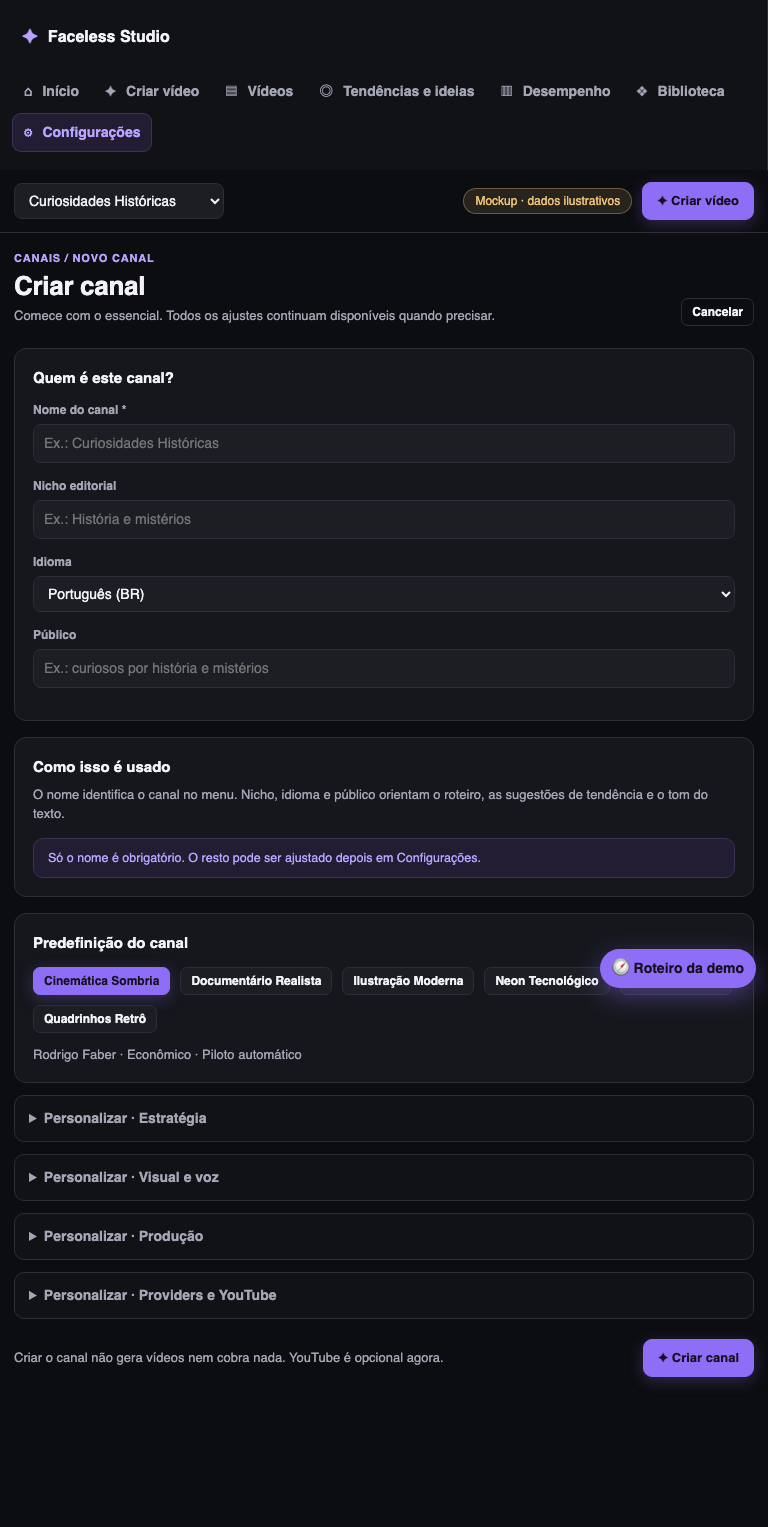 Faceless Studio
Início
Criar vídeo
Vídeos
Tendências e ideias
Desempenho
Biblioteca
Configurações
Curiosidades Históricas
Mockup · dados ilustrativos
✦ Criar vídeo
CANAIS / NOVO CANAL
Criar canal
Comece com o essencial. Todos os ajustes continuam disponíveis quando precisar.
Cancelar
Quem é este canal?
Nome do canal *
Ex.: Curiosidades Históricas
Nicho editorial
Ex.: História e mistérios
Idioma
Português (BR)
Público
Ex.: curiosos por história e mistérios
Como isso é usado
O nome identifica o canal no menu. Nicho, idioma e público orientam o roteiro, as sugestões de tendência e o tom do
texto.
Só o nome é obrigatório. O resto pode ser ajustado depois em Configurações.
Predefinição do canal
Cinemática Sombria
Documentário Realista
Ilustração Moderna
Neon Tecnológico
Roteiro da demo
Quadrinhos Retrô
Rodrigo Faber · Econômico · Piloto automático
Personalizar · Estratégia
Personalizar · Visual e voz
Personalizar · Produção
Personalizar · Providers e YouTube
Criar o canal não gera vídeos nem cobra nada. YouTube é opcional agora.
✦ Criar canal